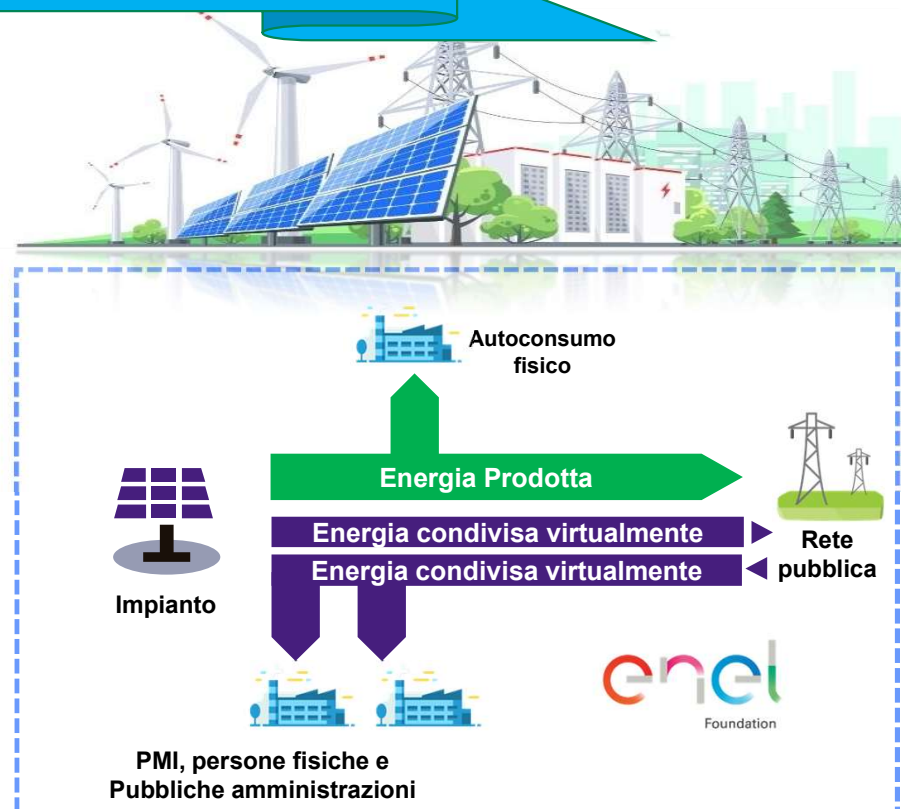 Autoconsumo
fisico
Energia Prodotta
Energia condivisa virtualmente
Energia condivisa virtualmente
Rete
pubblica
Impianto
enel
Foundation
PMI, persone fisiche e
Pubbliche amministrazioni